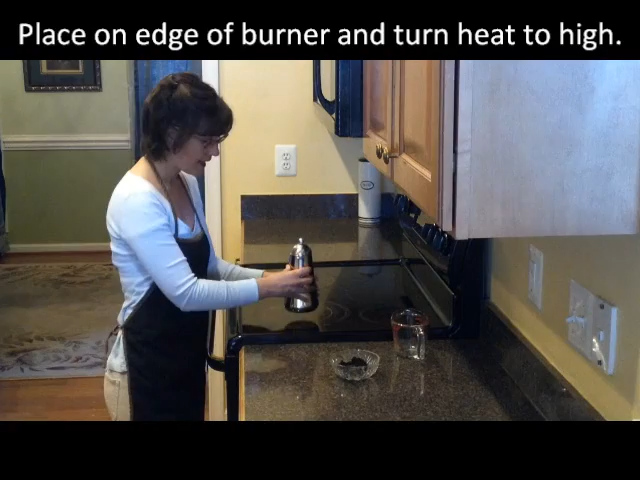 Place on edge of burner and turn heat to high.